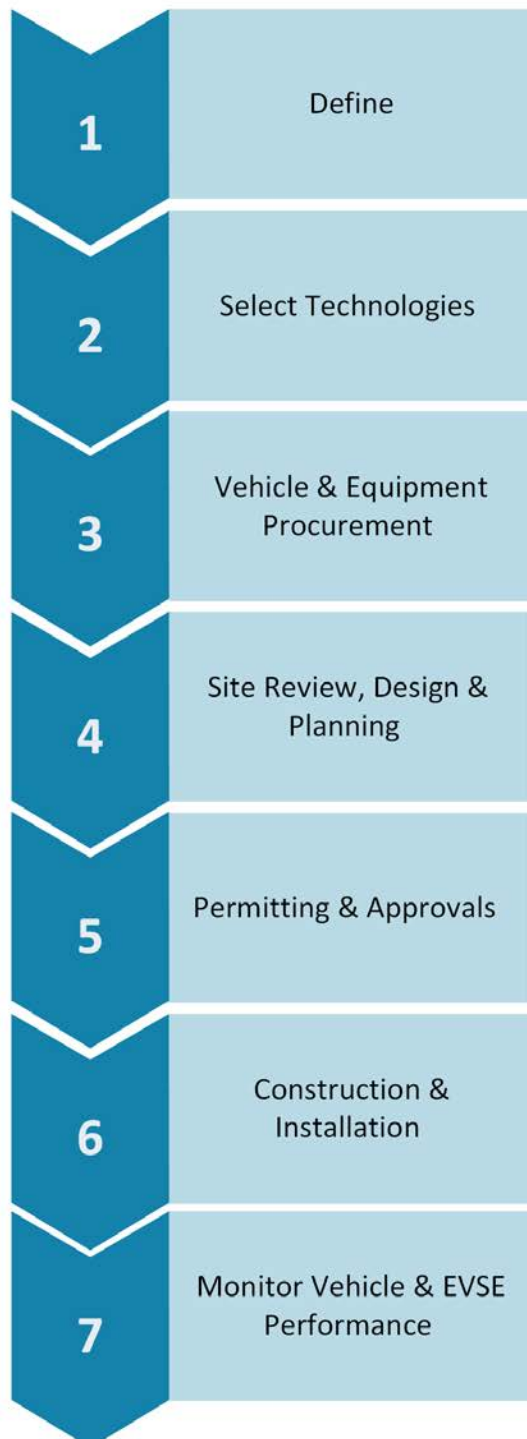 1
Define
2
Select Technologies
3
Vehicle & Equipment
Procurement
4
Site Review, Design &
Planning
5
Permitting & Approvals
6
Construction &
Installation
7
Monitor Vehicle & EVSE
Performance